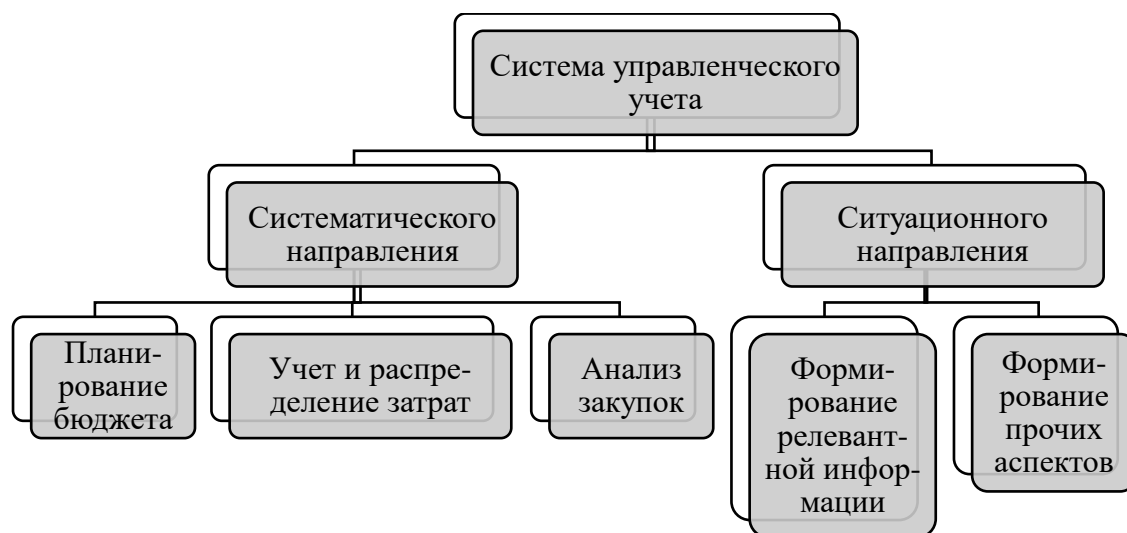 Система управленческого
учета
Систематического
направления
Ситуационного
направления
Плани-
рование
бюджета
Учет и распре-
деление затрат
Анализ
закупок
Форми-
рование
релевант-
ной инфор-
мации
Форми-
рование
прочих
аспектов